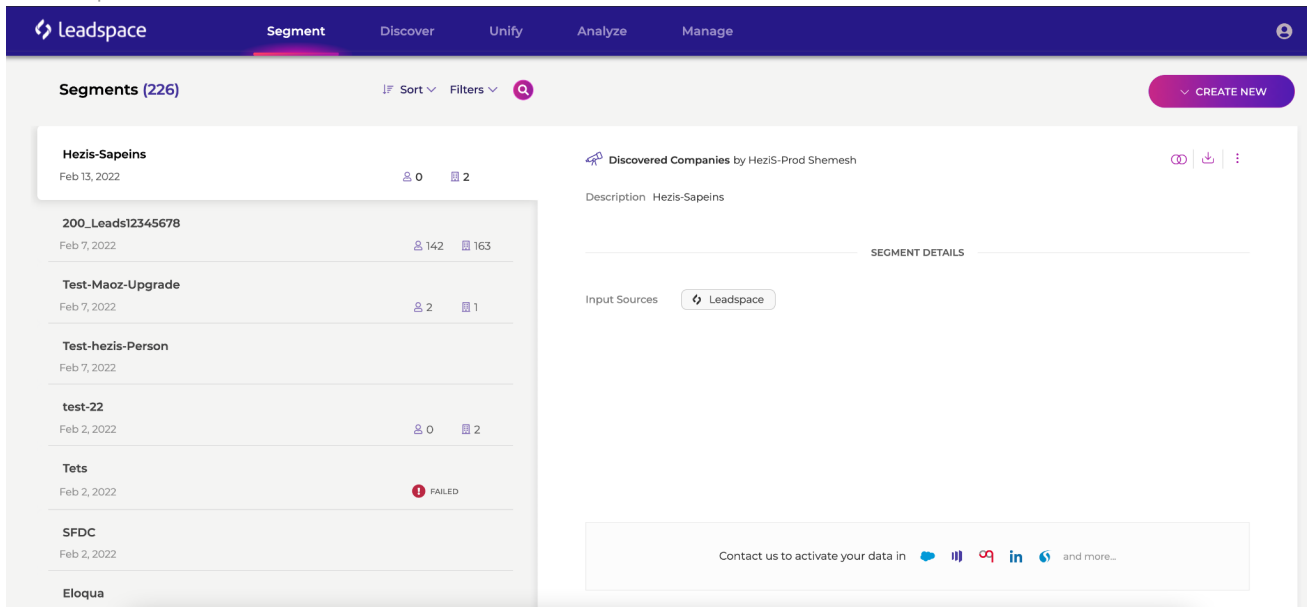 leadspace Segment Discover Unify Analyze Manage
Segments (226) Sort Filters CREATE NEW
Hezis-Sapeins
Feb 13, 2022 0 2
200_Leads12345678
Feb 7, 2022 142 163
Test-Maoz-Upgrade
Feb 7, 2022 2 1
Test-hezis-Person
Feb 7, 2022
test-22
Feb 2, 2022 0 2
Tets
Feb 2, 2022 FAILED
SFDC
Feb 2, 2022
Eloqua
Discovered Companies by HeziS-Prod Shemesh
Description Hezis-Sapeins
SEGMENT DETAILS
Input Sources Leadspace
Contact us to activate your data in in and more...